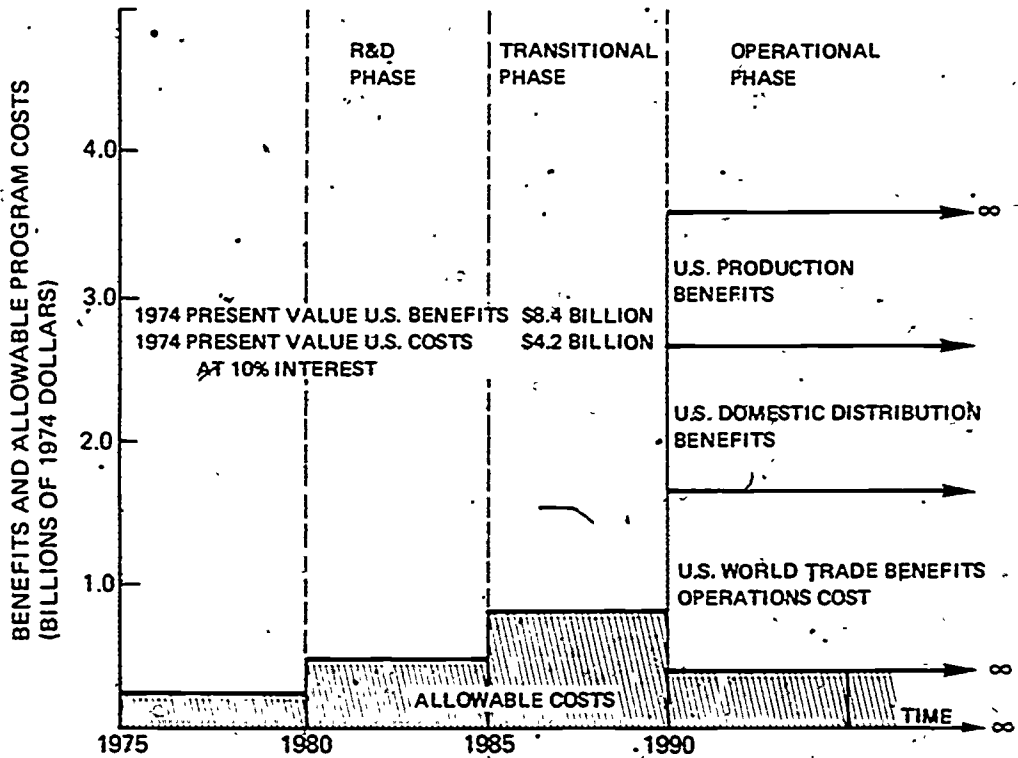 BENEFITS AND ALLOWABLE PROGRAM COSTS
(BILLIONS OF 1974 DOLLARS)
R&D
PHASE
TRANSITIONAL
PHASE
OPERATIONAL
PHASE
4.0
3.0
2.0
1.0
∞
U.S. PRODUCTION
BENEFITS
1974 PRESENT VALUE U.S. BENEFITS $8.4 BILLION
1974 PRESENT VALUE U.S. COSTS $4.2 BILLION
AT 10% INTEREST
U.S. DOMESTIC DISTRIBUTION
BENEFITS
U.S. WORLD TRADE BENEFITS
OPERATIONS COST
∞
ALLOWABLE COSTS
TIME
∞
1975
1980
1985
1990